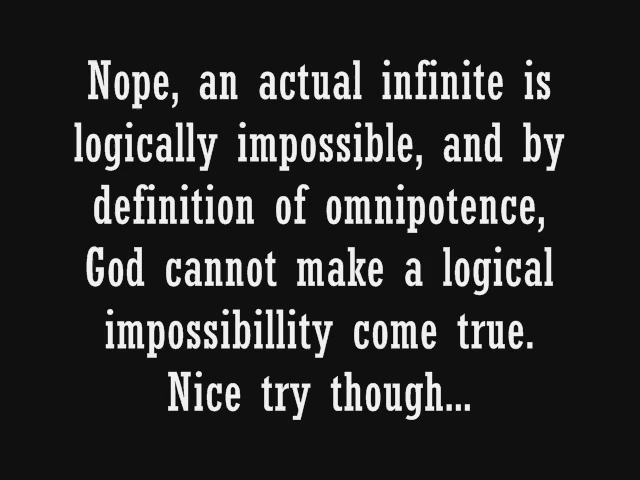 Nope, an actual infinite is
logically impossible, and by
definition of omnipotence,
God cannot make a logical
impossibillity come true.
Nice try though...